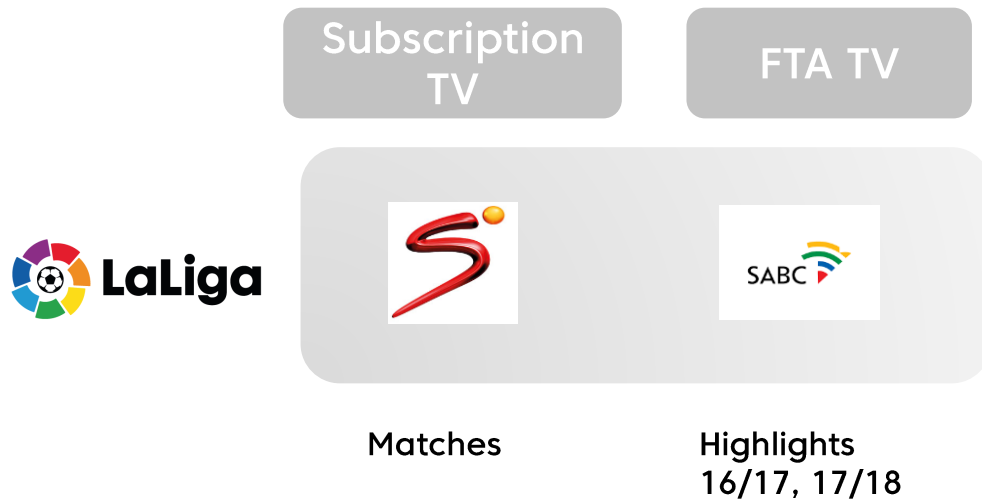 Subscription
TV
FTA TV
LaLiga
SABC
Matches
Highlights
16/17, 17/18